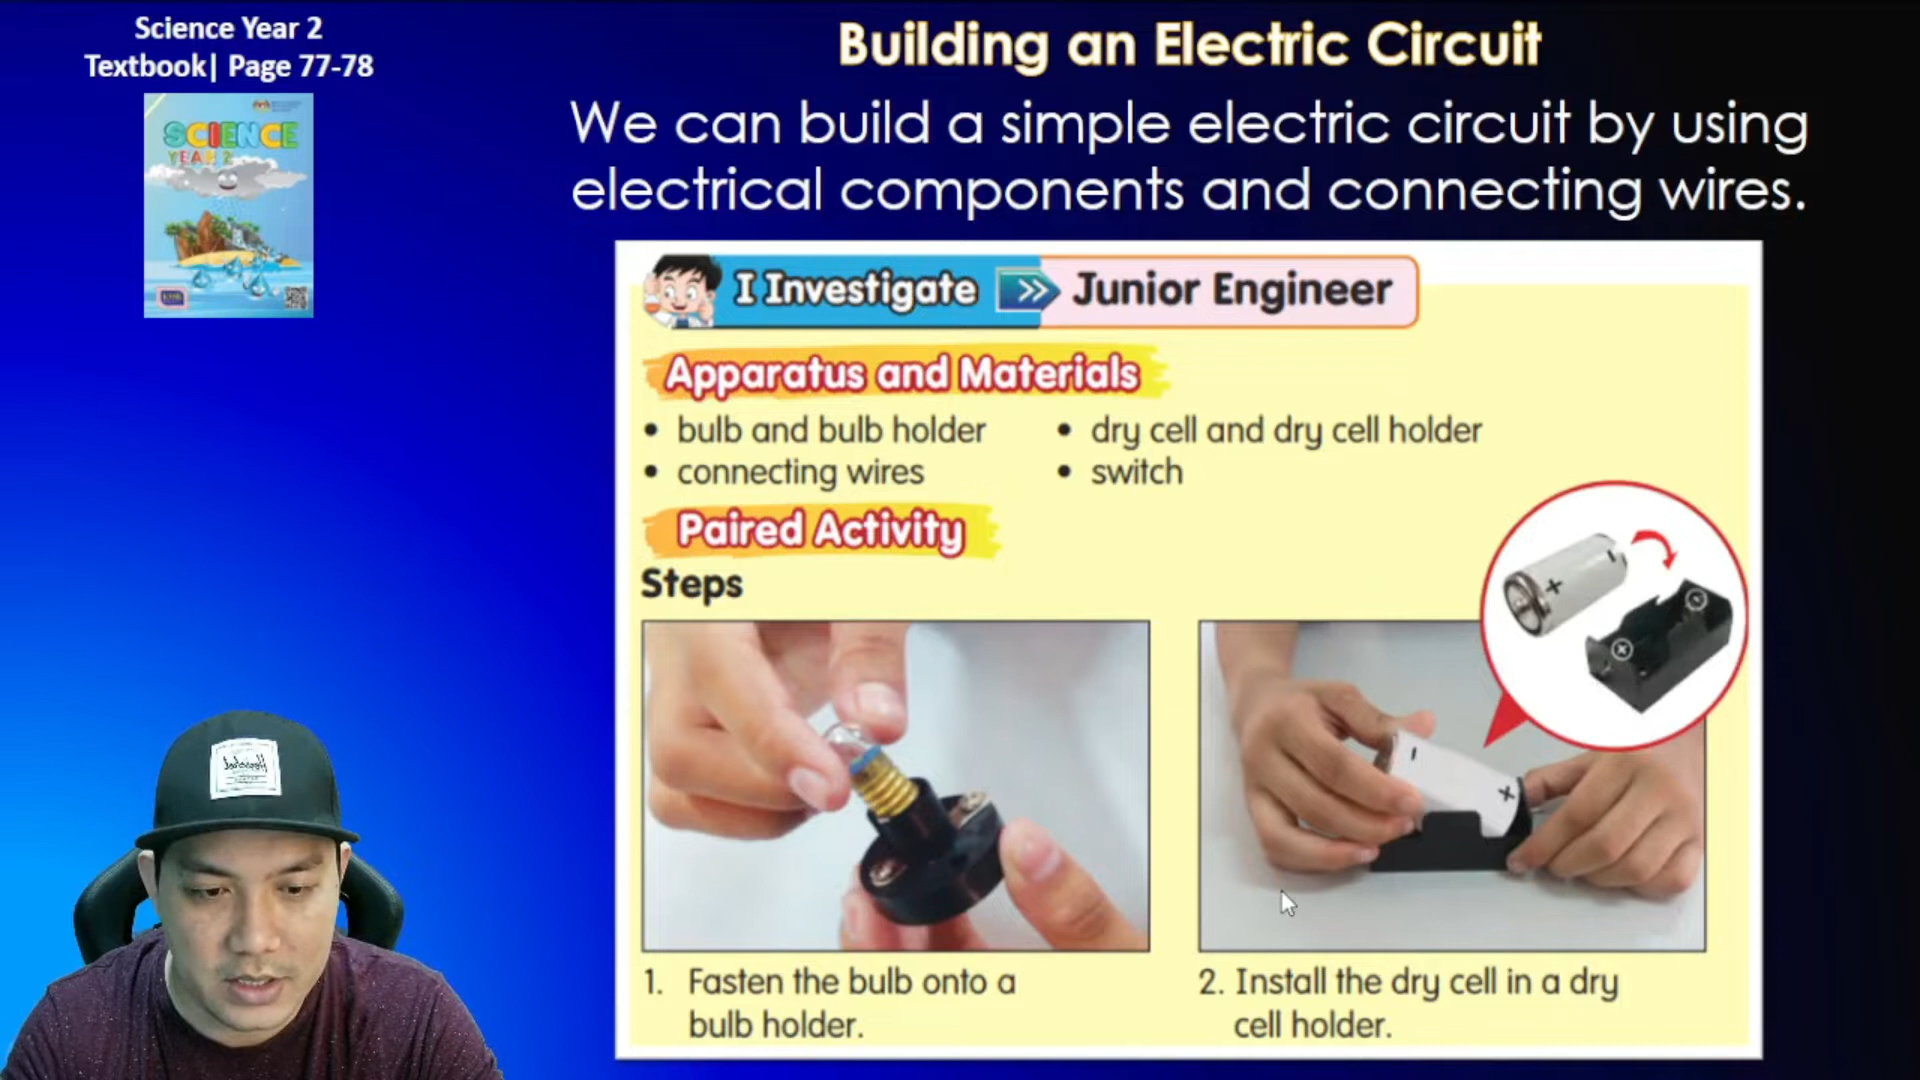 Science Year 2
Textbook| Page 77-78
SCIENCE
YEAR 2
Building an Electric Circuit
We can build a simple electric circuit by using
electrical components and connecting wires.
I Investigate >> Junior Engineer
Apparatus and Materials
• bulb and bulb holder
• connecting wires
• dry cell and dry cell holder
• switch
Paired Activity
Steps
+ -
- +
1. Fasten the bulb onto a
bulb holder.
2. Install the dry cell in a dry
cell holder.